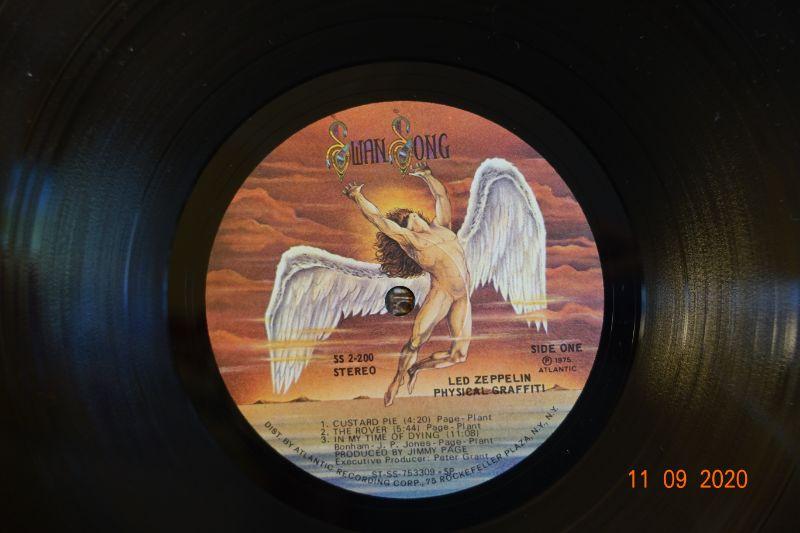 SWAN SONG
SS 2-200
STEREO
SIDE ONE
℗ 1975
ATLANTIC
LED ZEPPELIN
PHYSICAL GRAFFITI
1. CUSTARD PIE (4:20) Page-Plant
2. THE ROVER (5:44) Page-Plant
3. IN MY TIME OF DYING (11:08)
Bonham-J. P. Jones-Page-Plant
PRODUCED BY JIMMY PAGE
Executive Producer: Peter Grant
ST-SS-753309-SP
DIST. BY ATLANTIC RECORDING CORP., 75 ROCKEFELLER PLAZA, N.Y., N.Y.
11 09 2020